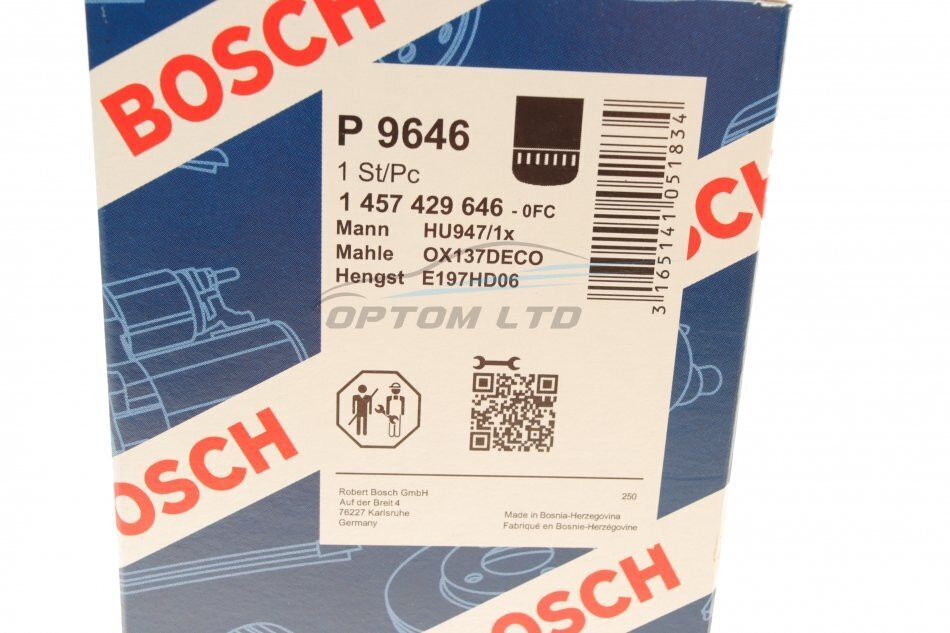 BOSCH
P 9646
1 St/Pc
1 457 429 646 - 0FC
Mann HU947/1x
Mahle OX137DECO
Hengst E197HD06
3165141051834
OPTOM LTD
BOSCH
Robert Bosch GmbH
Auf der Breit 4
76227 Karlsruhe
Germany
250
Made in Bosnia-Herzegovina
Fabriqué en Bosnie-Herzégovine
OSCH
OSCH